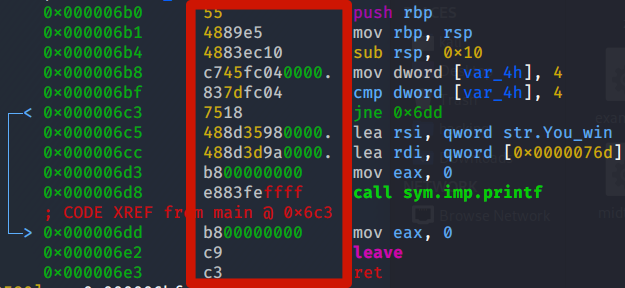 0×000006b0 55 push rbp
0×000006b1 4889e5 mov rbp, rsp
0×000006b4 4883ec10 sub rsp, 0×10
0×000006b8 c745fc040000. mov dword [var_4h], 4
0×000006bf 837dfc04 cmp dword [var_4h], 4
< 0×000006c3 7518 jne 0×6dd
0×000006c5 488d35980000. lea rsi, qword str.You_win
0×000006cc 488d3d9a0000. lea rdi, qword [0×0000076d]
0×000006d3 b800000000 mov eax, 0
0×000006d8 e883feffff call sym.imp.printf
; CODE XREF from main @ 0×6c3
> 0×000006dd b800000000 mov eax, 0
0×000006e2 c9 leave
0×000006e3 c3 ret
Browse Network